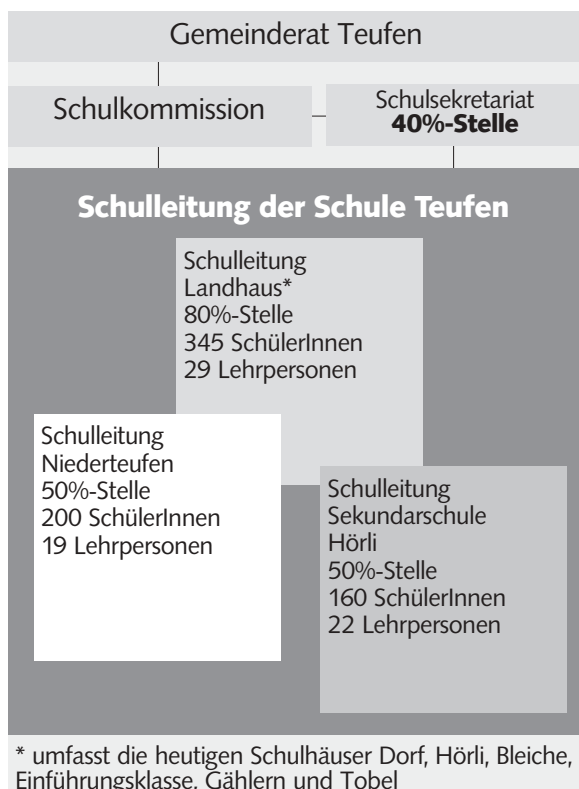 Gemeinderat Teufen
Schulkommission
Schulsekretariat
40%-Stelle
Schulleitung der Schule Teufen
Schulleitung
Landhaus*
80%-Stelle
345 SchülerInnen
29 Lehrpersonen
Schulleitung
Niederteufen
50%-Stelle
200 SchülerInnen
19 Lehrpersonen
Schulleitung
Sekundarschule
Hörli
50%-Stelle
160 SchülerInnen
22 Lehrpersonen
* umfasst die heutigen Schulhäuser Dorf, Hörli, Bleiche,
Einführungsklasse, Gählern und Tobel